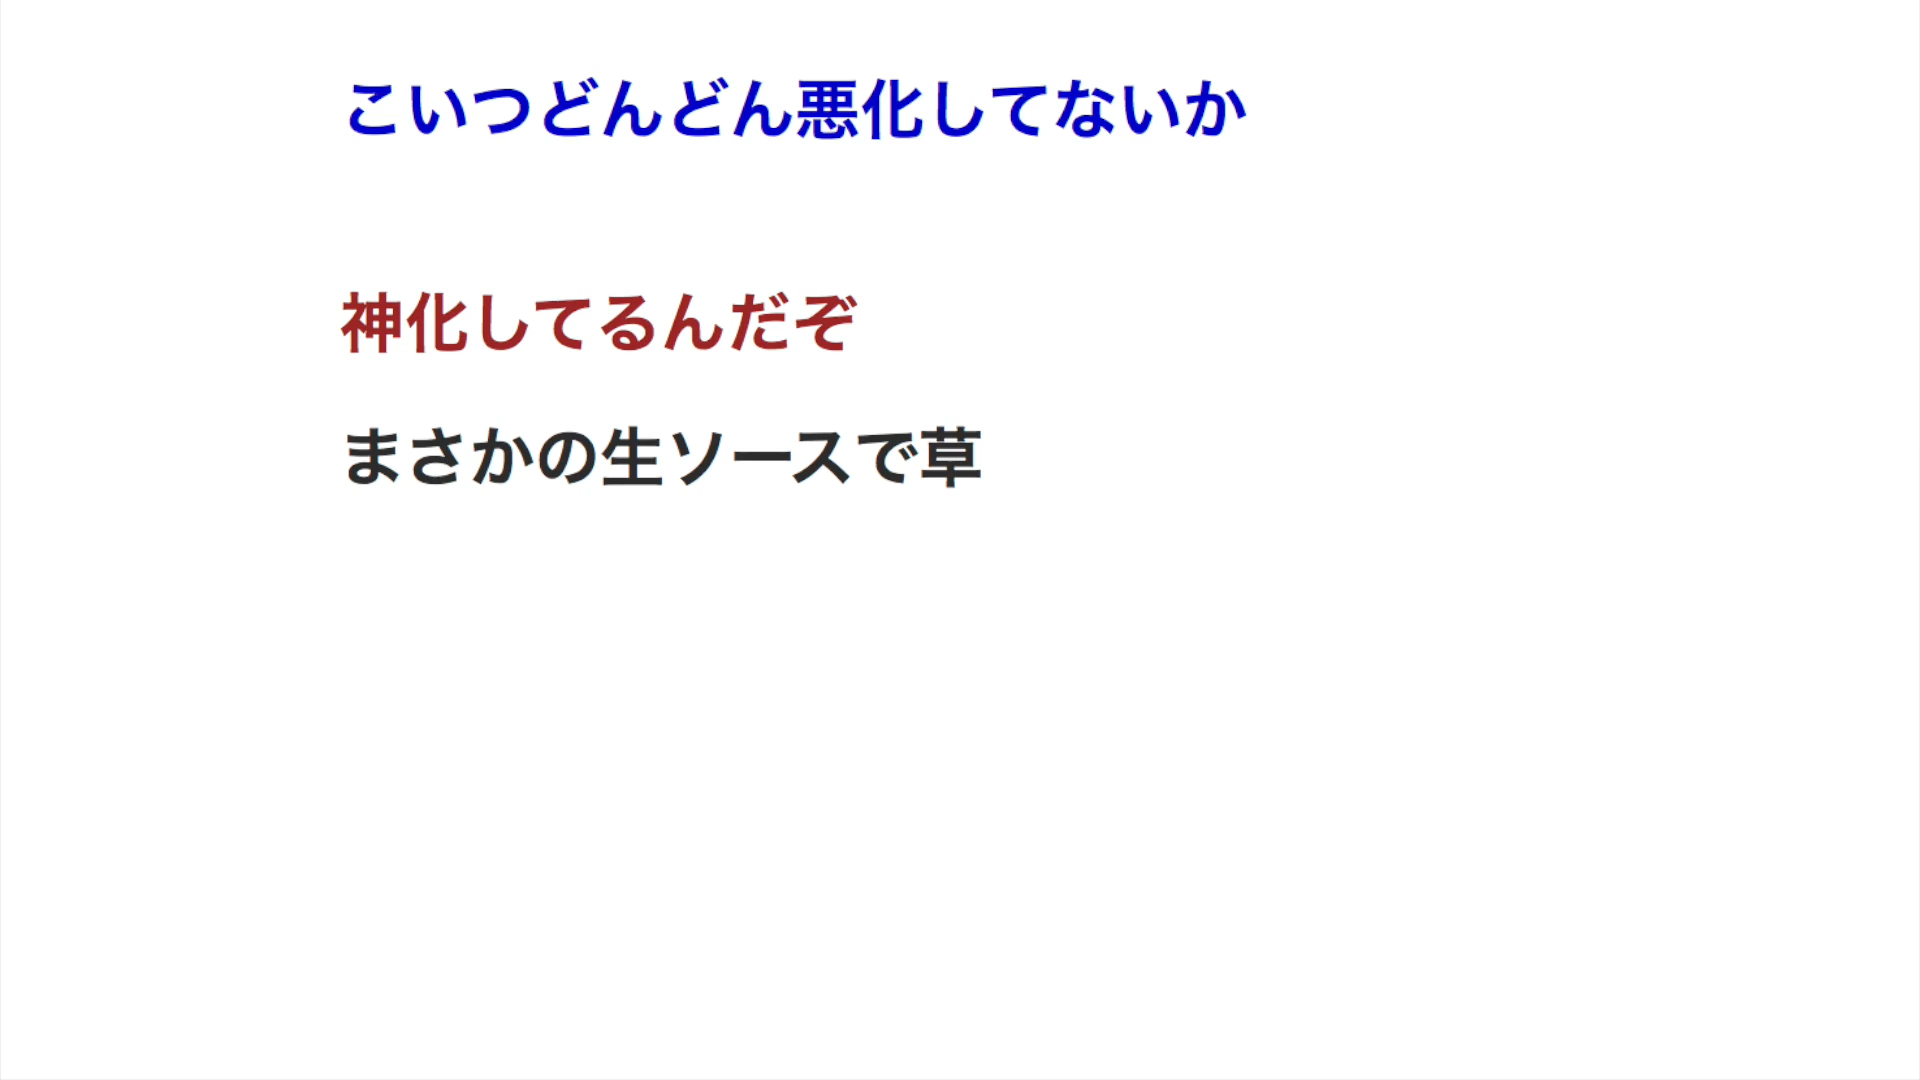 こいつどんどん悪化してないか
神化してるんだぞ
まさかの生ソースで草